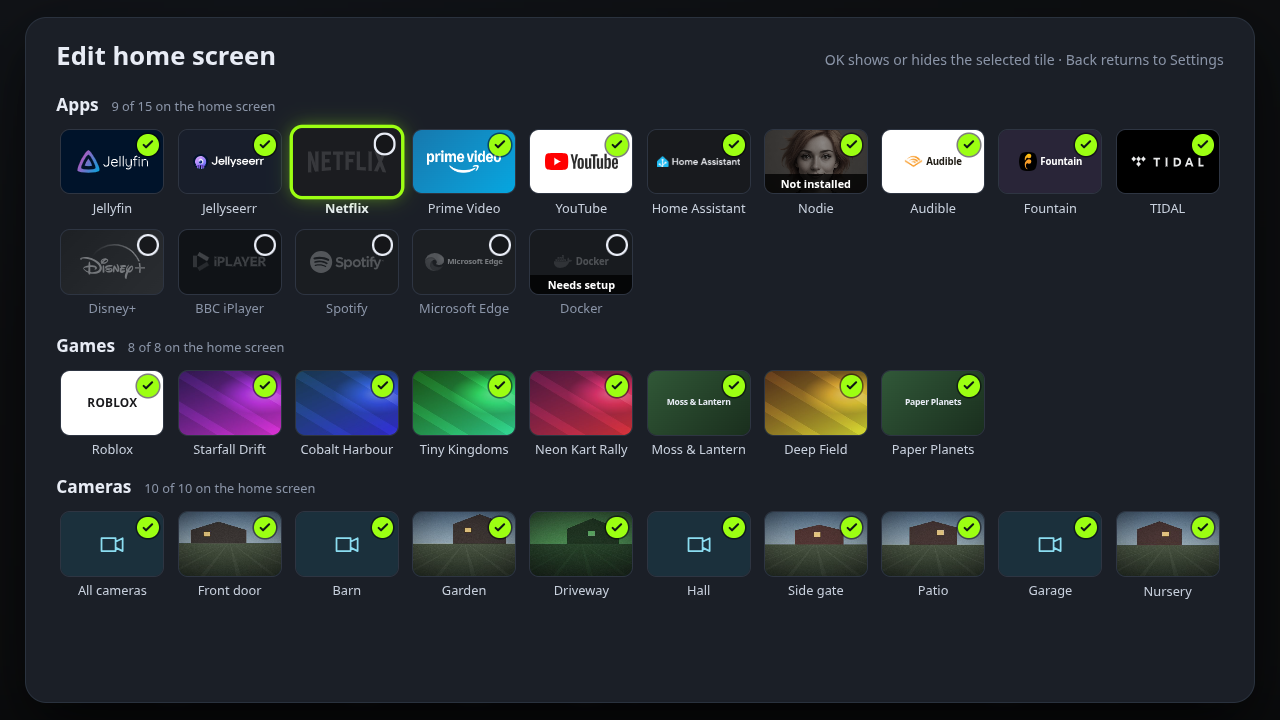 Edit home screen
OK shows or hides the selected tile · Back returns to Settings
Apps 9 of 15 on the home screen
Jellyfin Jellyseerr NETFLIX prime video YouTube Home Assistant Not installed Audible Fountain TIDAL
Jellyfin Jellyseerr Netflix Prime Video YouTube Home Assistant Nodie Audible Fountain TIDAL
Disney+ iPLAYER Spotify Microsoft Edge Docker
Needs setup
Disney+ BBC iPlayer Spotify Microsoft Edge Docker
Games 8 of 8 on the home screen
ROBLOX Moss & Lantern Paper Planets
Roblox Starfall Drift Cobalt Harbour Tiny Kingdoms Neon Kart Rally Moss & Lantern Deep Field Paper Planets
Cameras 10 of 10 on the home screen
All cameras Front door Barn Garden Driveway Hall Side gate Patio Garage Nursery